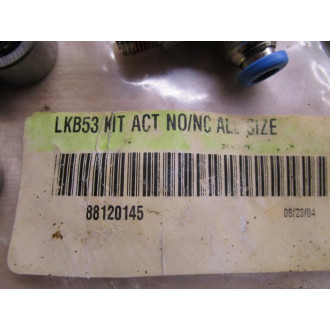 LKB53 KIT ACT NO/NC ALL SIZE
88120145
08/23/04